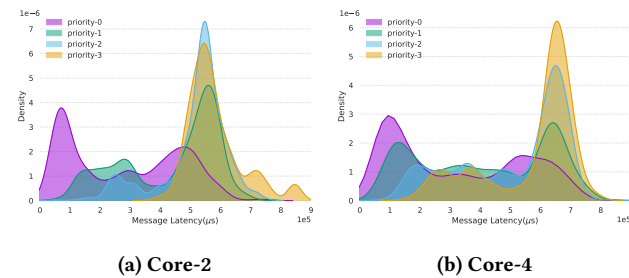 1e−6
priority-0
priority-1
priority-2
priority-3
7
6
5
4
3
2
1
0
Density
0 1 2 3 4 5 6 7 8 9
1e5
Message Latency(μs)
(a) Core-2
1e−6
priority-0
priority-1
priority-2
priority-3
6
5
4
3
2
1
0
Density
0 1 2 3 4 5 6 7 8
1e5
Message Latency(μs)
(b) Core-4